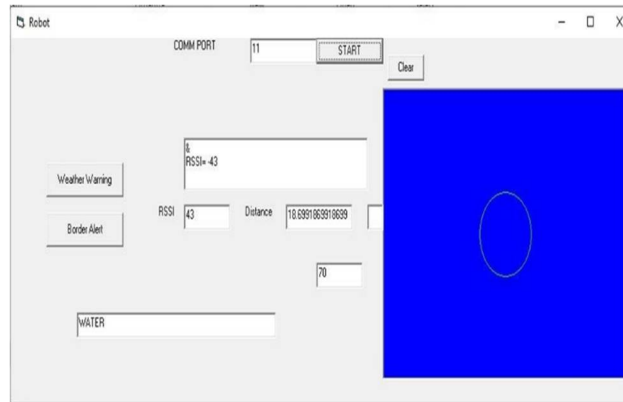 Robot
COMM PORT 11 START
Clear
&
RSSI= -43
Weather Warning
RSSI 43 Distance 18.6991869918699
Border Alert
70
WATER